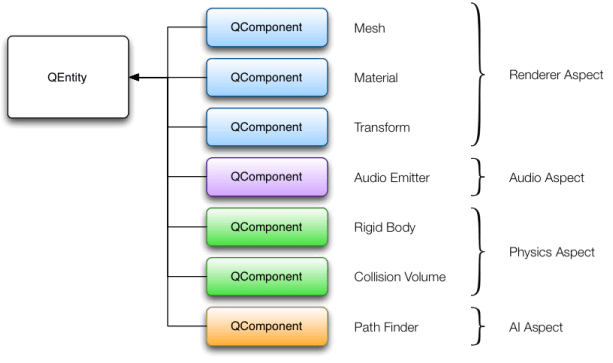 QEntity
QComponent Mesh
QComponent Material
QComponent Transform
Renderer Aspect
QComponent Audio Emitter
Audio Aspect
QComponent Rigid Body
QComponent Collision Volume
Physics Aspect
QComponent Path Finder
AI Aspect